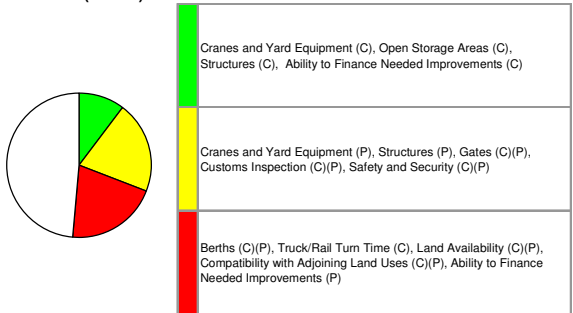 Cranes and Yard Equipment (C), Open Storage Areas (C),
Structures (C),  Ability to Finance Needed Improvements (C)
Cranes and Yard Equipment (P), Structures (P), Gates (C)(P),
Customs Inspection (C)(P), Safety and Security (C)(P)
Berths (C)(P), Truck/Rail Turn Time (C), Land Availability (C)(P),
Compatibility with Adjoining Land Uses (C)(P), Ability to Finance
Needed Improvements (P)